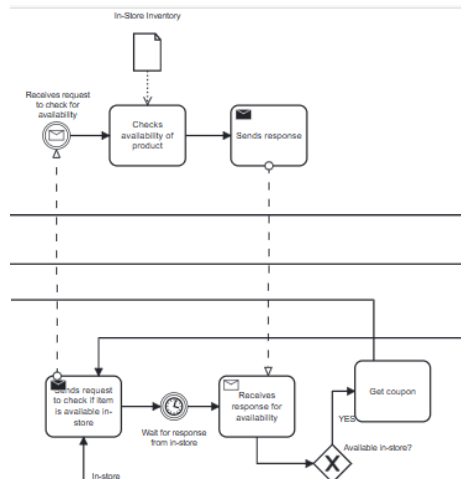 In-Store Inventory
Receives request
to check for
availability
Checks
availability of
product
Sends response
Sends request
to check if item
is available in-
store
Wait for response
from in-store
Receives
response for
availability
Get coupon
YES
Available in-store?
In-store